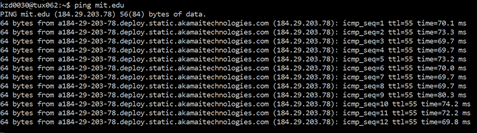 kzd0030@tux062:~$ ping mit.edu
PING mit.edu (184.29.203.78) 56(84) bytes of data.
64 bytes from a184-29-203-78.deploy.static.akamaitechnologies.com (184.29.203.78): icmp_seq=1 ttl=55 time=70.1 ms
64 bytes from a184-29-203-78.deploy.static.akamaitechnologies.com (184.29.203.78): icmp_seq=2 ttl=55 time=73.3 ms
64 bytes from a184-29-203-78.deploy.static.akamaitechnologies.com (184.29.203.78): icmp_seq=3 ttl=55 time=69.7 ms
64 bytes from a184-29-203-78.deploy.static.akamaitechnologies.com (184.29.203.78): icmp_seq=4 ttl=55 time=69.7 ms
64 bytes from a184-29-203-78.deploy.static.akamaitechnologies.com (184.29.203.78): icmp_seq=5 ttl=55 time=73.2 ms
64 bytes from a184-29-203-78.deploy.static.akamaitechnologies.com (184.29.203.78): icmp_seq=6 ttl=55 time=70.0 ms
64 bytes from a184-29-203-78.deploy.static.akamaitechnologies.com (184.29.203.78): icmp_seq=7 ttl=55 time=69.7 ms
64 bytes from a184-29-203-78.deploy.static.akamaitechnologies.com (184.29.203.78): icmp_seq=8 ttl=55 time=69.7 ms
64 bytes from a184-29-203-78.deploy.static.akamaitechnologies.com (184.29.203.78): icmp_seq=9 ttl=55 time=80.3 ms
64 bytes from a184-29-203-78.deploy.static.akamaitechnologies.com (184.29.203.78): icmp_seq=10 ttl=55 time=74.2 ms
64 bytes from a184-29-203-78.deploy.static.akamaitechnologies.com (184.29.203.78): icmp_seq=11 ttl=55 time=72.2 ms
64 bytes from a184-29-203-78.deploy.static.akamaitechnologies.com (184.29.203.78): icmp_seq=12 ttl=55 time=69.8 ms